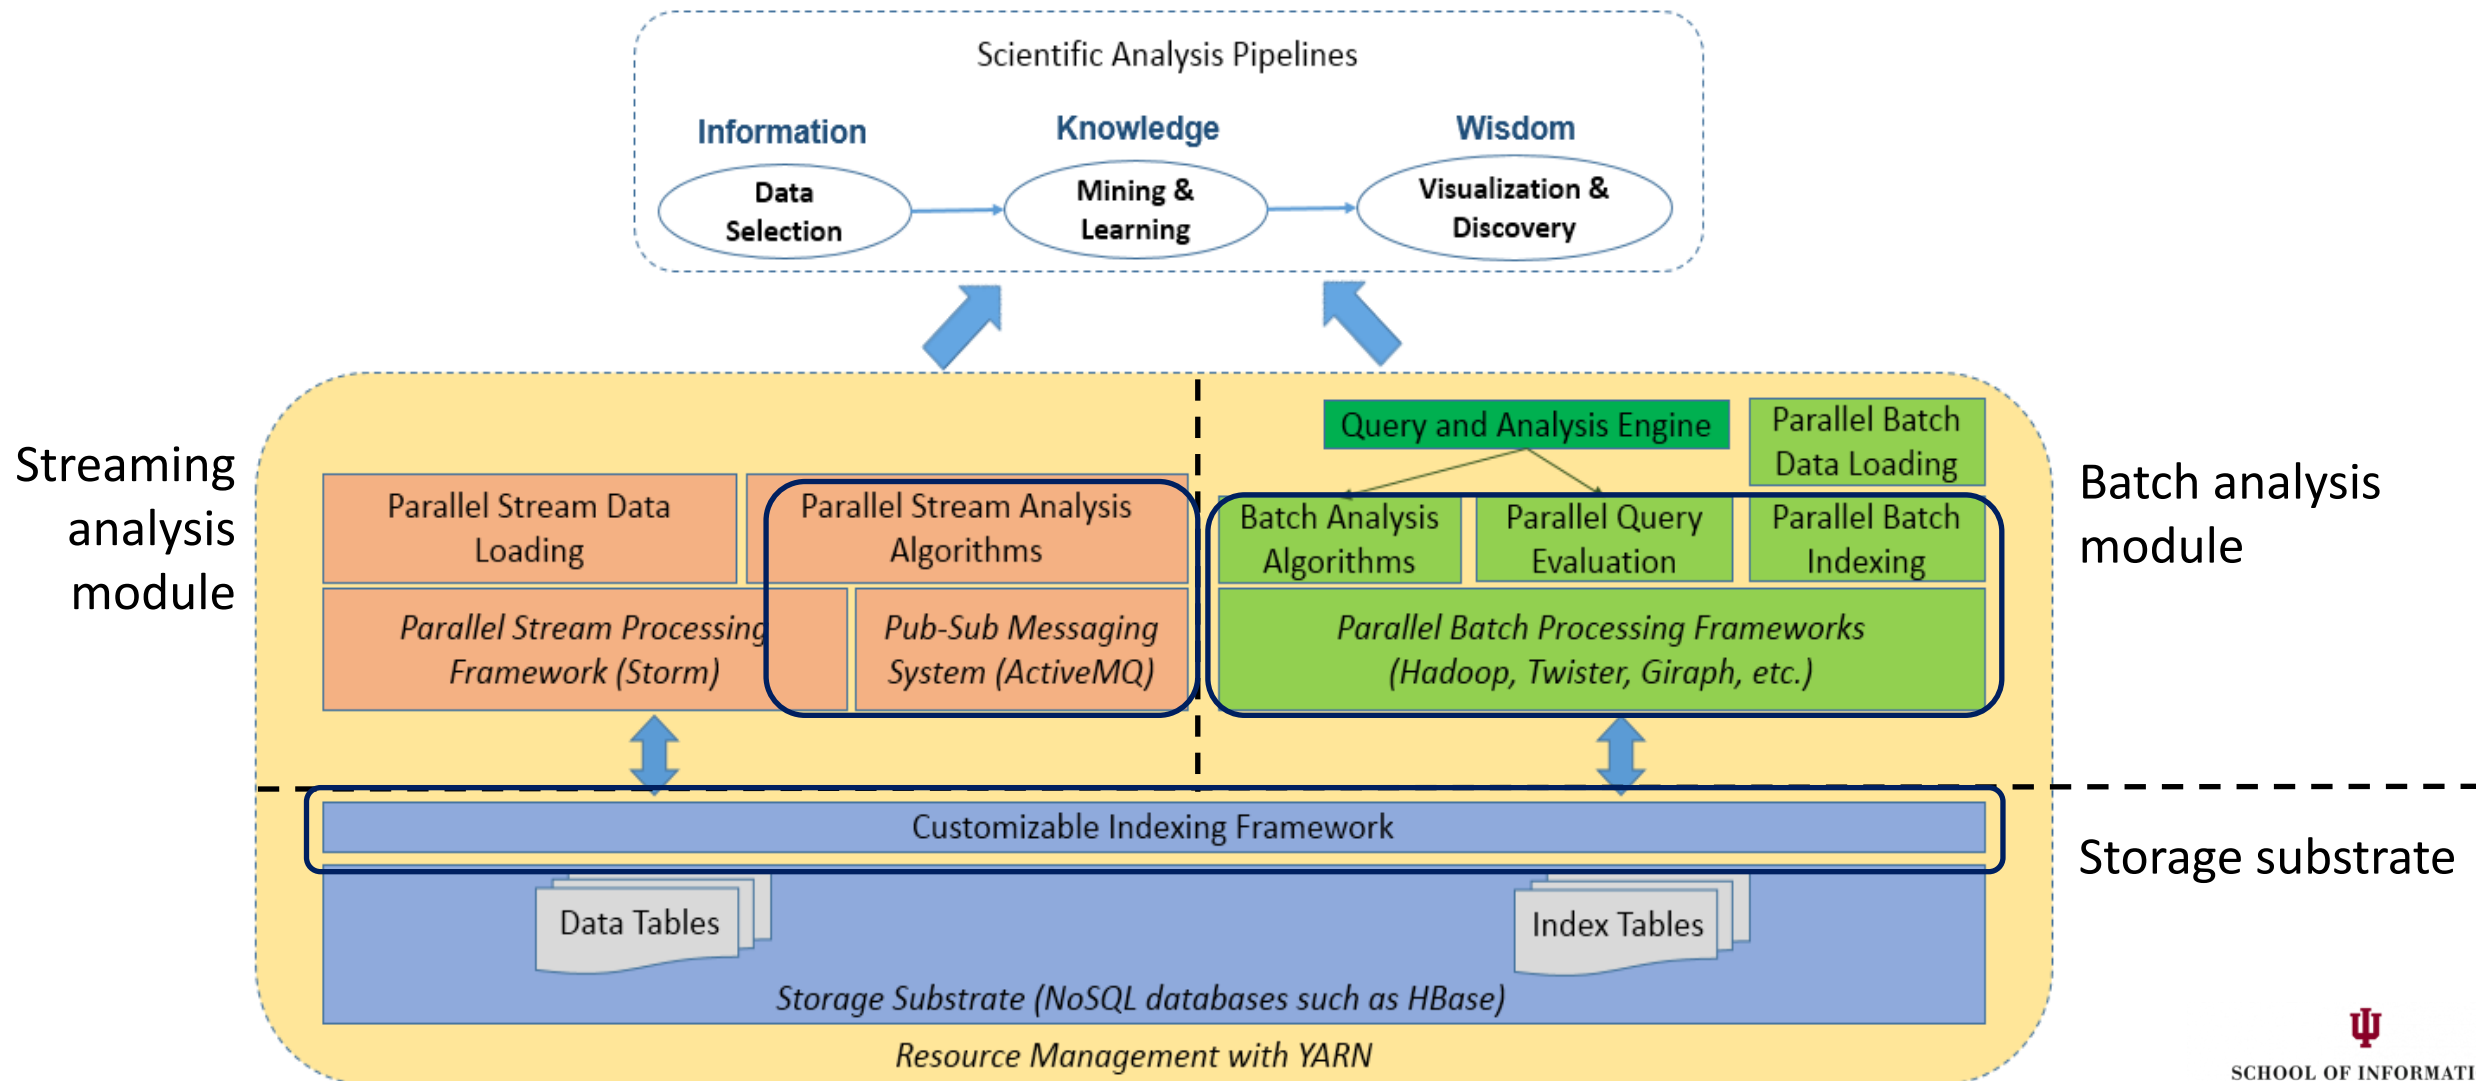 Scientific Analysis Pipelines
Information
Knowledge
Wisdom
Data
Selection
Mining &
Learning
Visualization &
Discovery
Streaming
analysis
module
Parallel Stream Data
Loading
Parallel Stream Analysis
Algorithms
Parallel Stream Processing
Framework (Storm)
Pub-Sub Messaging
System (ActiveMQ)
Query and Analysis Engine
Parallel Batch
Data Loading
Batch Analysis
Algorithms
Parallel Query
Evaluation
Parallel Batch
Indexing
Parallel Batch Processing Frameworks
(Hadoop, Twister, Giraph, etc.)
Batch analysis
module
Customizable Indexing Framework
Storage substrate
Data Tables
Index Tables
Storage Substrate (NoSQL databases such as HBase)
Resource Management with YARN
SCHOOL OF INFORMATI